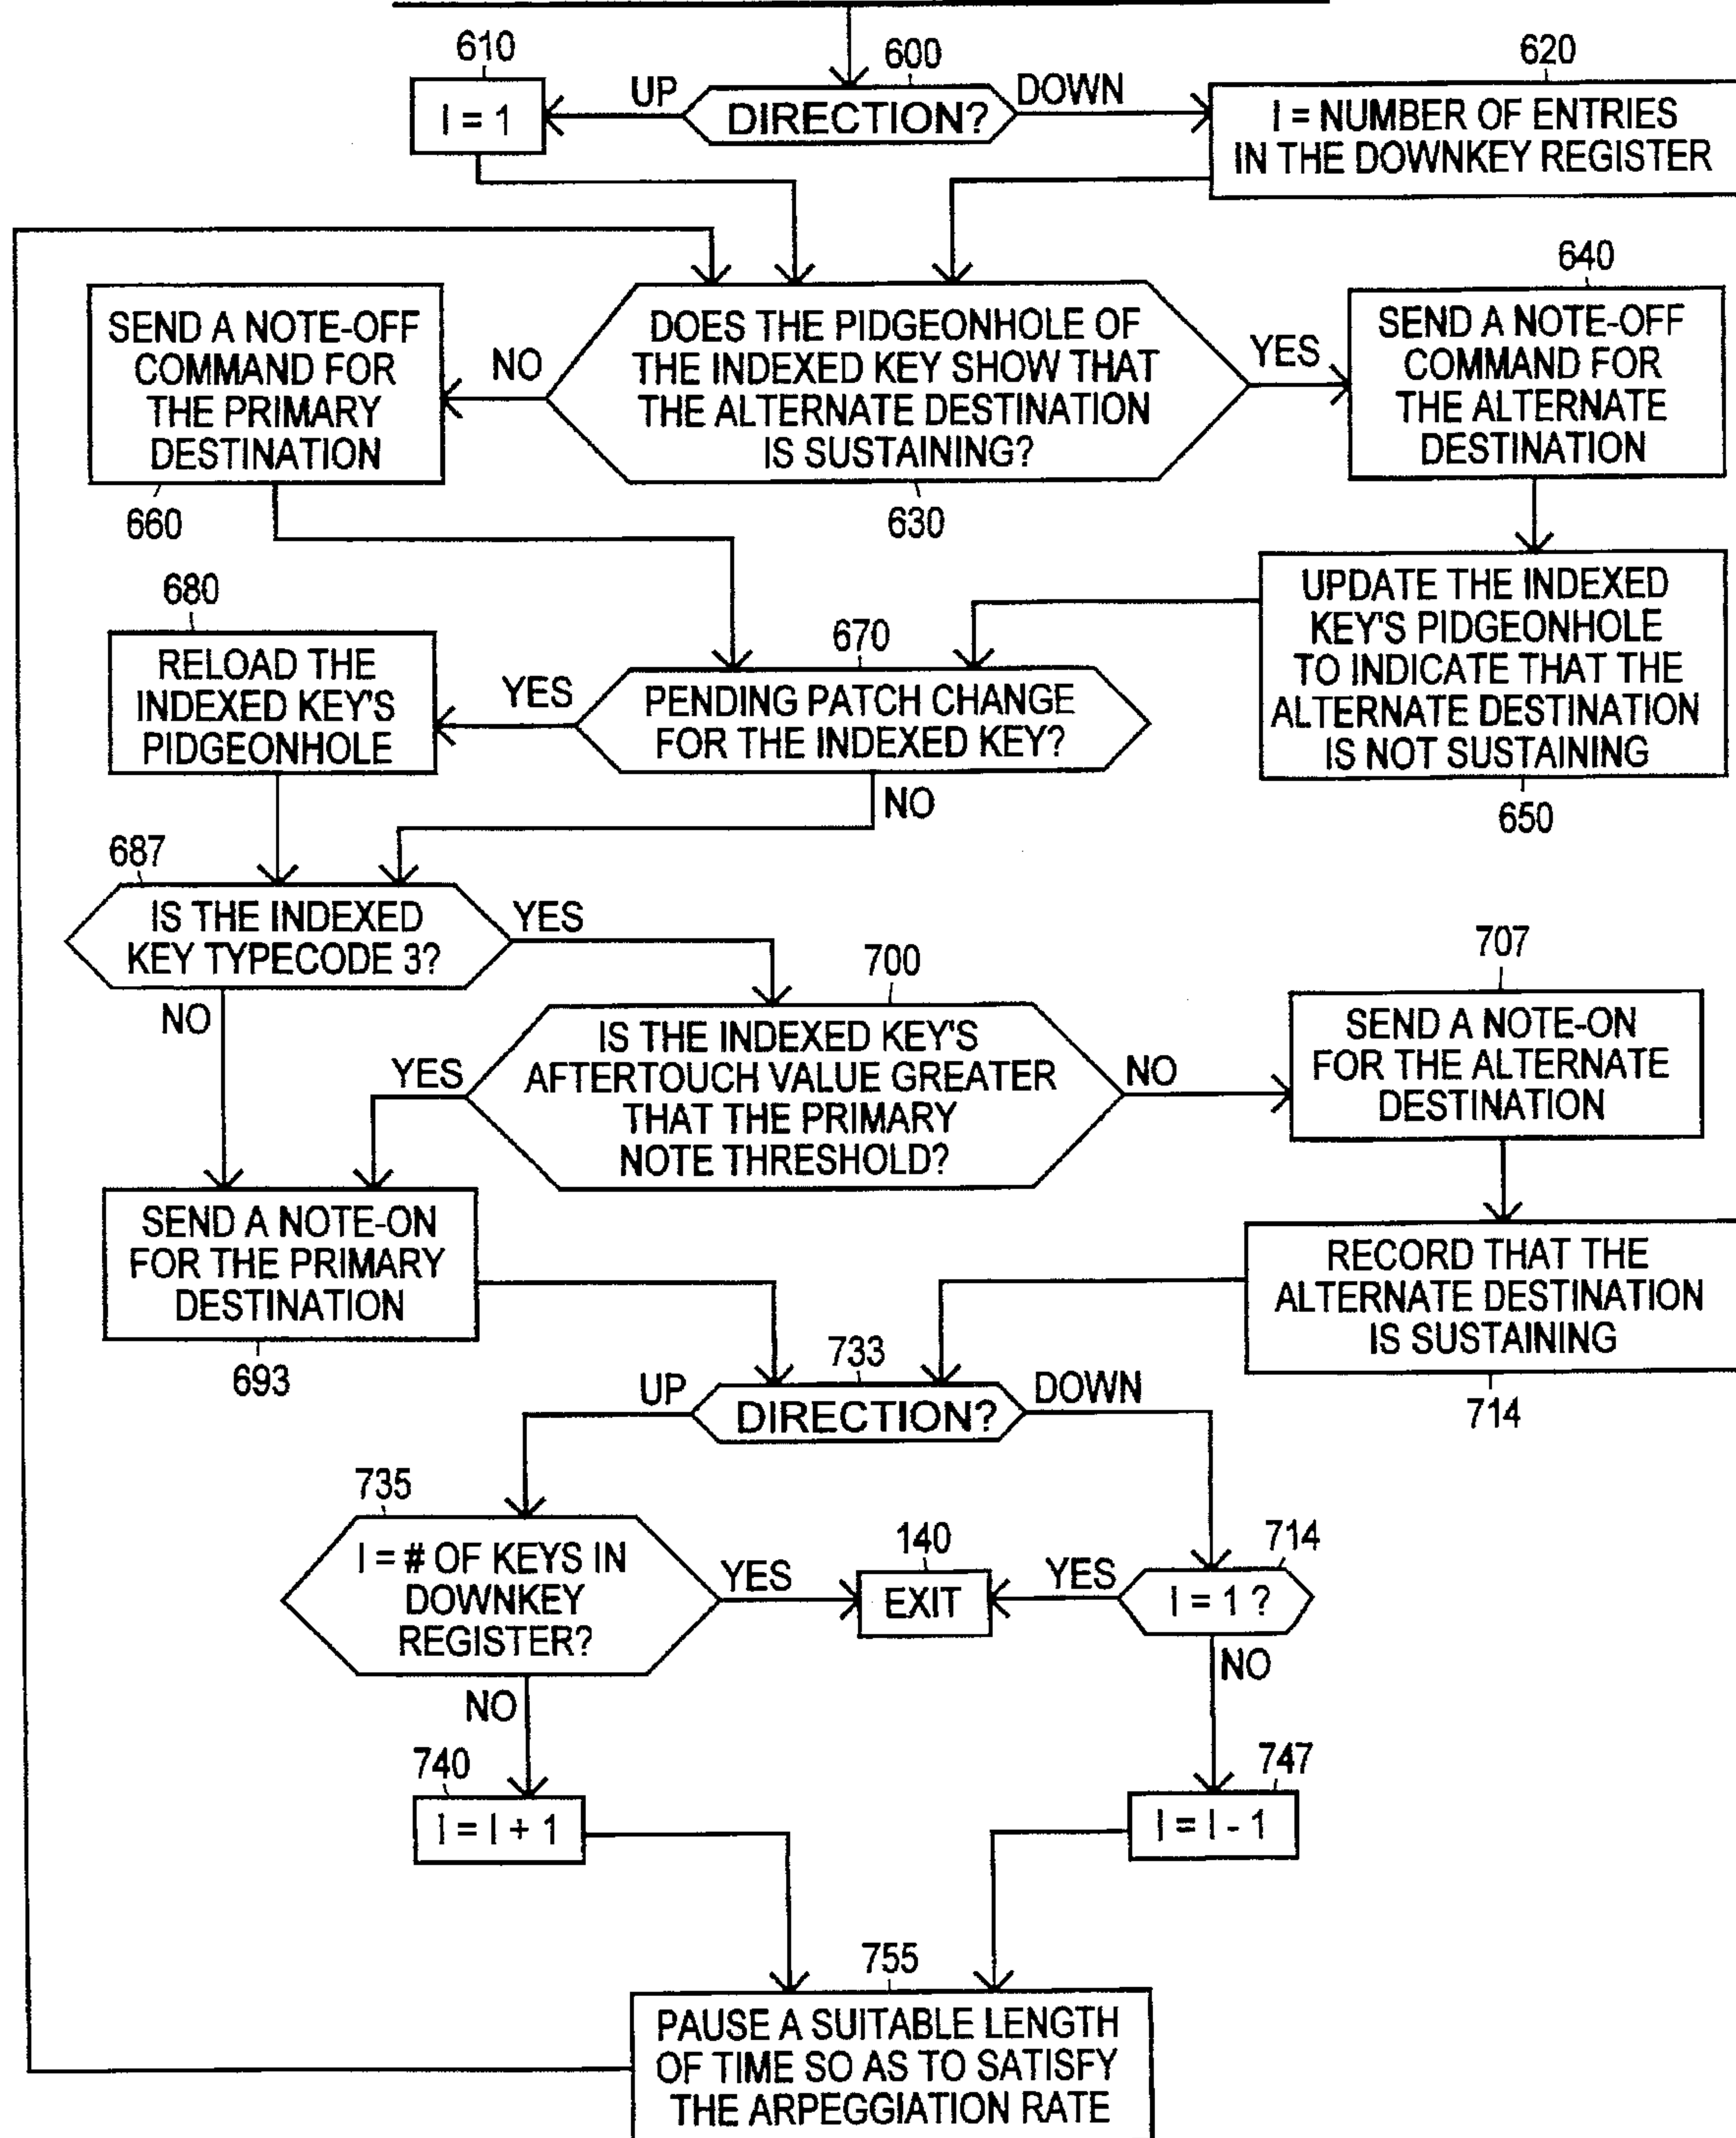 610
600
620
UP
DIRECTION?
DOWN
I = 1
I = NUMBER OF ENTRIES
IN THE DOWNKEY REGISTER
640
SEND A NOTE-OFF
COMMAND FOR
THE PRIMARY
DESTINATION
660
NO
DOES THE PIDGEONHOLE OF
THE INDEXED KEY SHOW THAT
THE ALTERNATE DESTINATION
IS SUSTAINING?
630
YES
SEND A NOTE-OFF
COMMAND FOR
THE ALTERNATE
DESTINATION
680
RELOAD THE
INDEXED KEY'S
PIDGEONHOLE
YES
670
PENDING PATCH CHANGE
FOR THE INDEXED KEY?
NO
UPDATE THE INDEXED
KEY'S PIDGEONHOLE
TO INDICATE THAT THE
ALTERNATE DESTINATION
IS NOT SUSTAINING
650
687
IS THE INDEXED
KEY TYPECODE 3?
YES
NO
700
IS THE INDEXED KEY'S
AFTERTOUCH VALUE GREATER
THAT THE PRIMARY
NOTE THRESHOLD?
YES
NO
707
SEND A NOTE-ON
FOR THE ALTERNATE
DESTINATION
SEND A NOTE-ON
FOR THE PRIMARY
DESTINATION
693
RECORD THAT THE
ALTERNATE DESTINATION
IS SUSTAINING
714
733
UP
DIRECTION?
DOWN
735
I = # OF KEYS IN
DOWNKEY
REGISTER?
YES
140
EXIT
YES
714
I = 1 ?
NO
NO
740
I = I + 1
747
I = I - 1
755
PAUSE A SUITABLE LENGTH
OF TIME SO AS TO SATISFY
THE ARPEGGIATION RATE